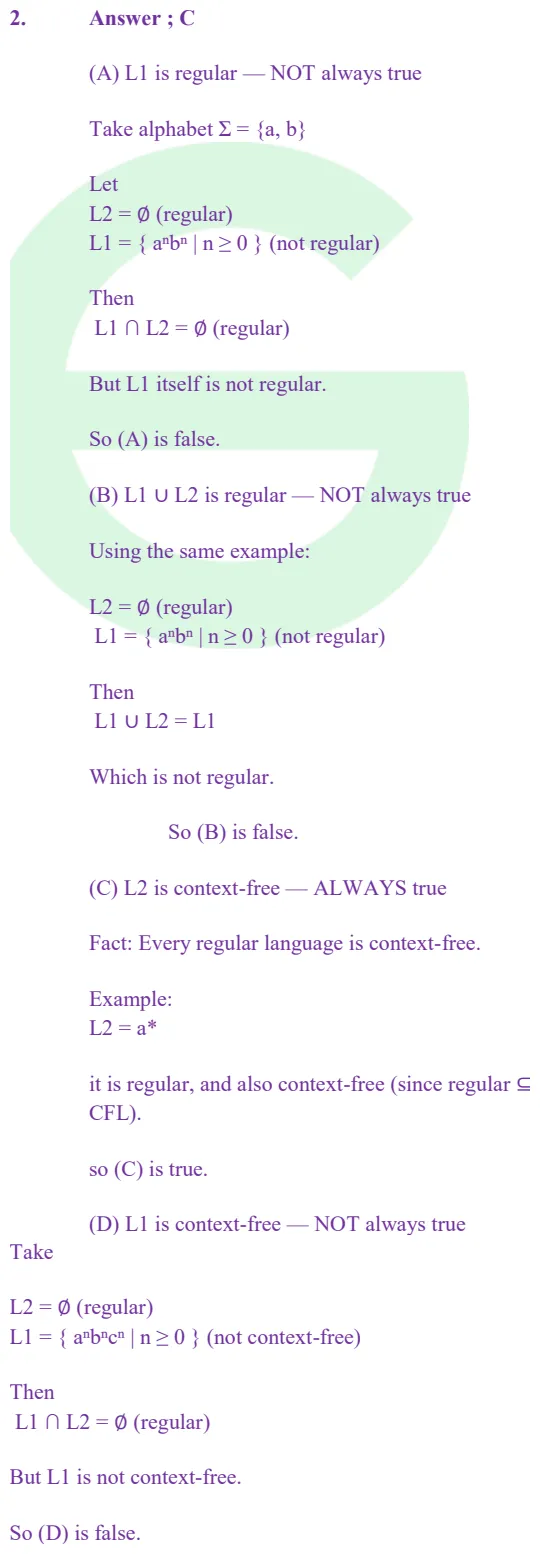 2. Answer ; C
(A) L1 is regular — NOT always true
Take alphabet Σ = {a, b}
Let
L2 = ∅ (regular)
L1 = { aⁿbⁿ | n ≥ 0 } (not regular)
Then
L1 ∩ L2 = ∅ (regular)
But L1 itself is not regular.
So (A) is false.
(B) L1 ∪ L2 is regular — NOT always true
Using the same example:
L2 = ∅ (regular)
L1 = { aⁿbⁿ | n ≥ 0 } (not regular)
Then
L1 ∪ L2 = L1
Which is not regular.
So (B) is false.
(C) L2 is context-free — ALWAYS true
Fact: Every regular language is context-free.
Example:
L2 = a*
it is regular, and also context-free (since regular ⊆
CFL).
so (C) is true.
(D) L1 is context-free — NOT always true
Take
L2 = ∅ (regular)
L1 = { aⁿbⁿcⁿ | n ≥ 0 } (not context-free)
Then
L1 ∩ L2 = ∅ (regular)
But L1 is not context-free.
So (D) is false.